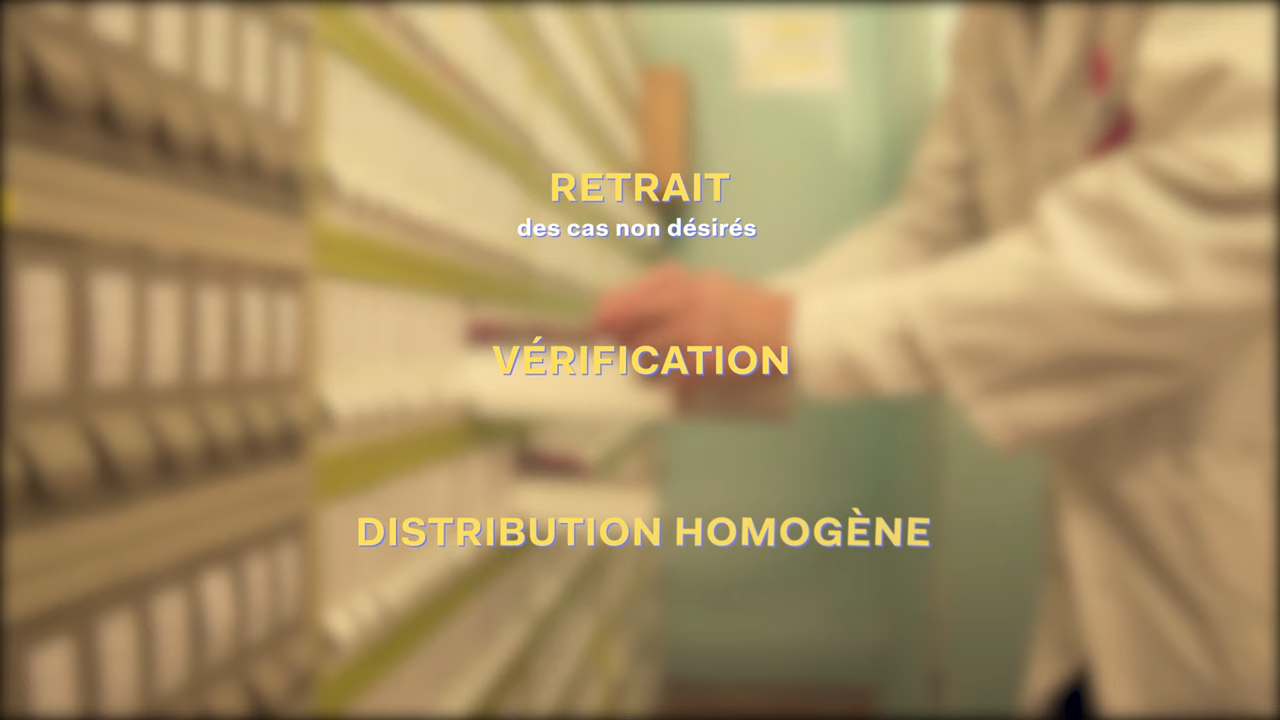 RETRAIT
des cas non désirés
VÉRIFICATION
DISTRIBUTION HOMOGÈNE